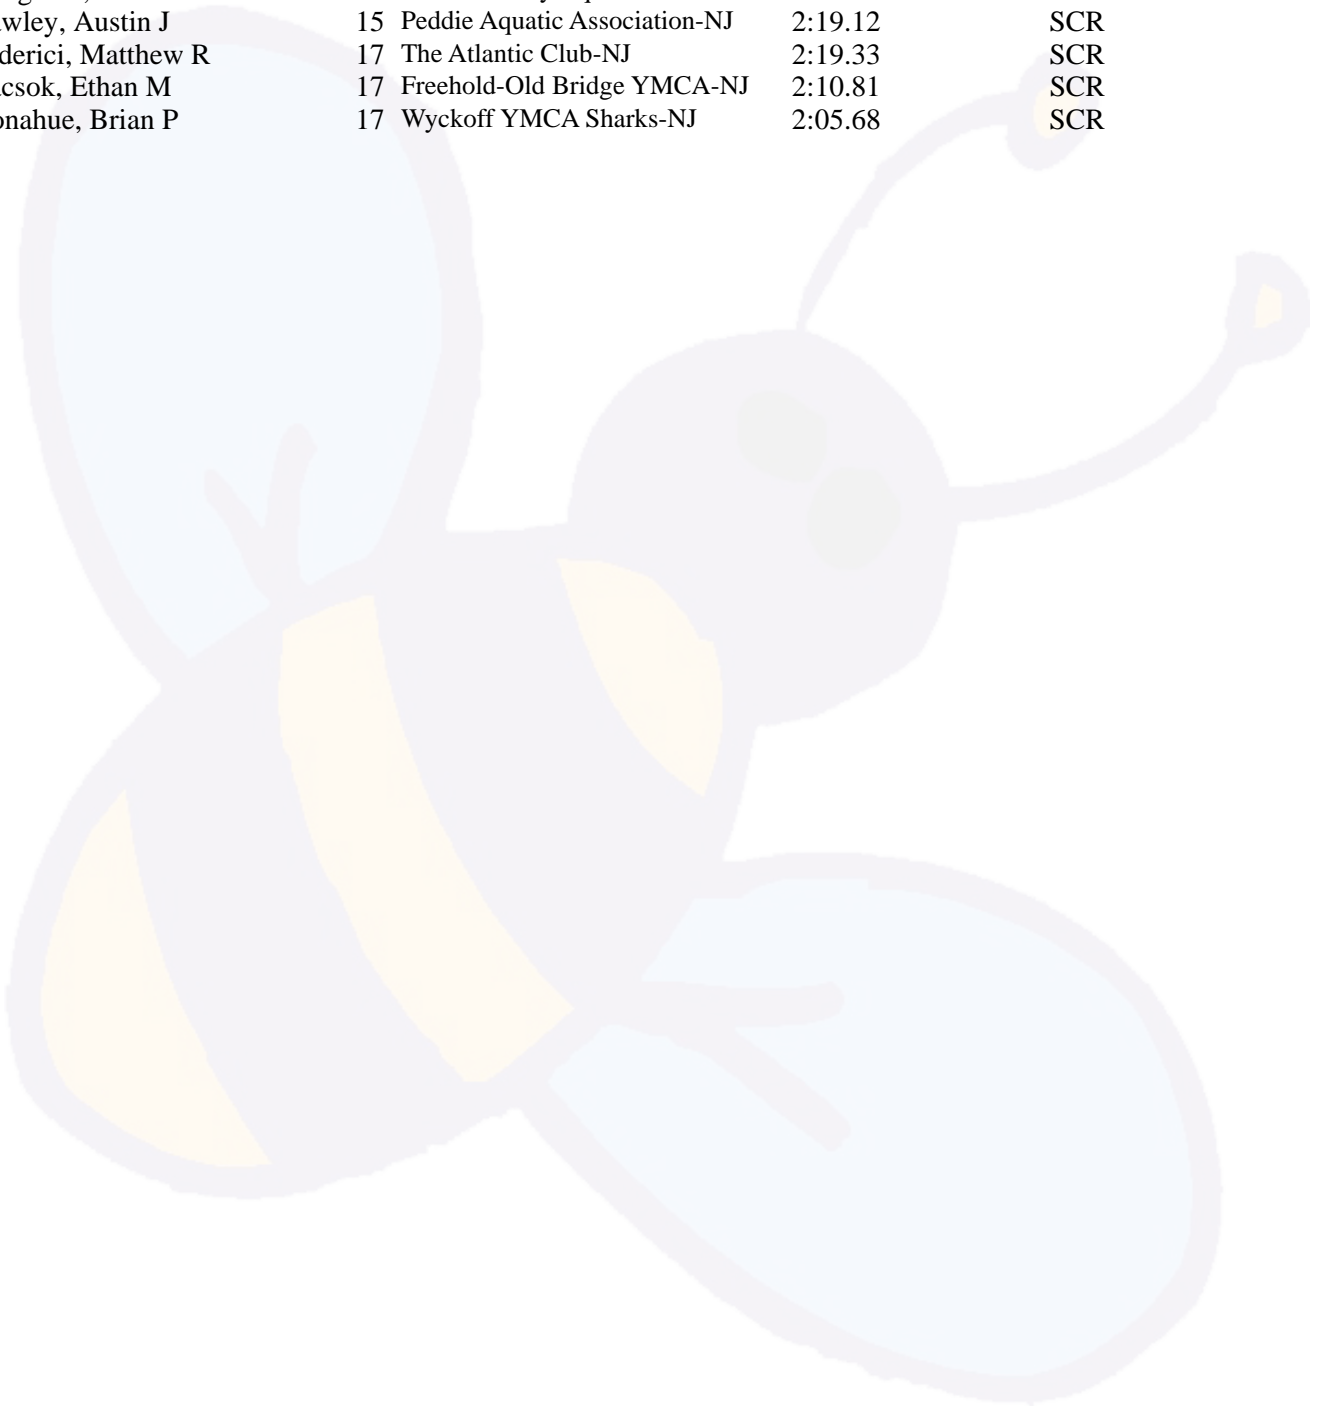 wley, Austin J 15 Peddie Aquatic Association-NJ 2:19.12 SCR
derici, Matthew R 17 The Atlantic Club-NJ 2:19.33 SCR
csok, Ethan M 17 Freehold-Old Bridge YMCA-NJ 2:10.81 SCR
onahue, Brian P 17 Wyckoff YMCA Sharks-NJ 2:05.68 SCR